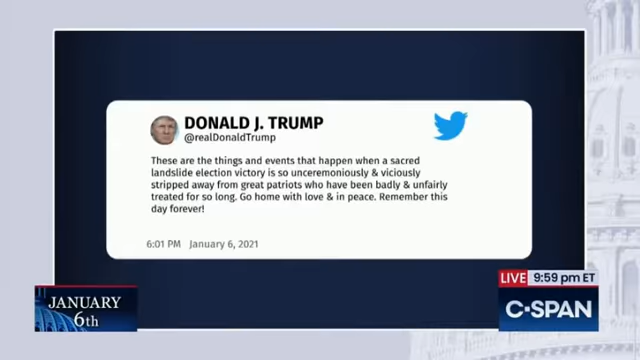 DONALD J. TRUMP
@realDonaldTrump
These are the things and events that happen when a sacred
landslide election victory is so unceremoniously & viciously
stripped away from great patriots who have been badly & unfairly
treated for so long. Go home with love & in peace. Remember this
day forever!
6:01 PM January 6, 2021
LIVE 9:59 pm ET
JANUARY
6th
C-SPAN